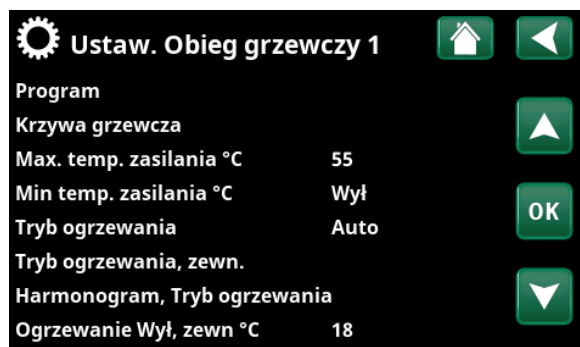 Ustaw. Obieg grzewczy 1
Program
Krzywa grzewcza
Max. temp. zasilania °C 55
Min temp. zasilania °C Wył
Tryb ogrzewania Auto
OK
Tryb ogrzewania, zewn.
Harmonogram, Tryb ogrzewania
Ogrzewanie Wył, zewn °C 18